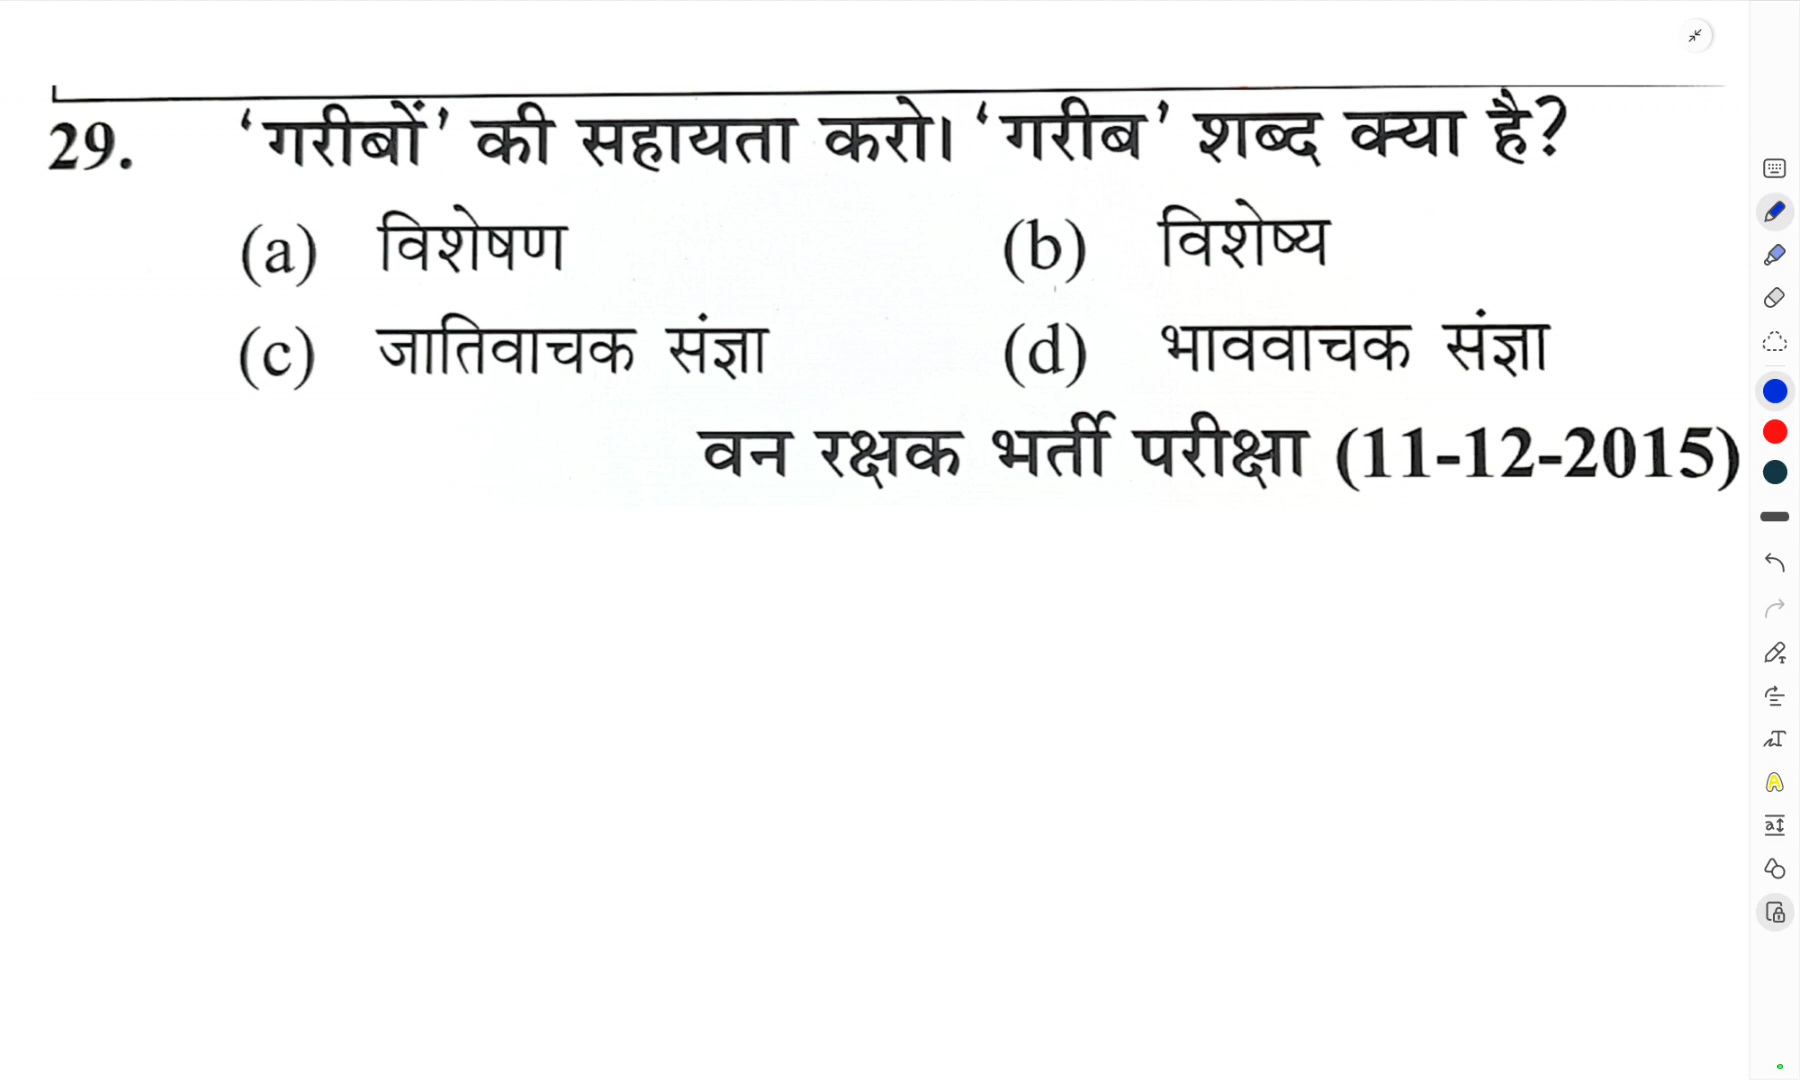 29. 'गरीबों' की सहायता करो। 'गरीब' शब्द क्या है?
(a) विशेषण (b) विशेष्य
(c) जातिवाचक संज्ञा (d) भाववाचक संज्ञा
वन रक्षक भर्ती परीक्षा (11-12-2015)